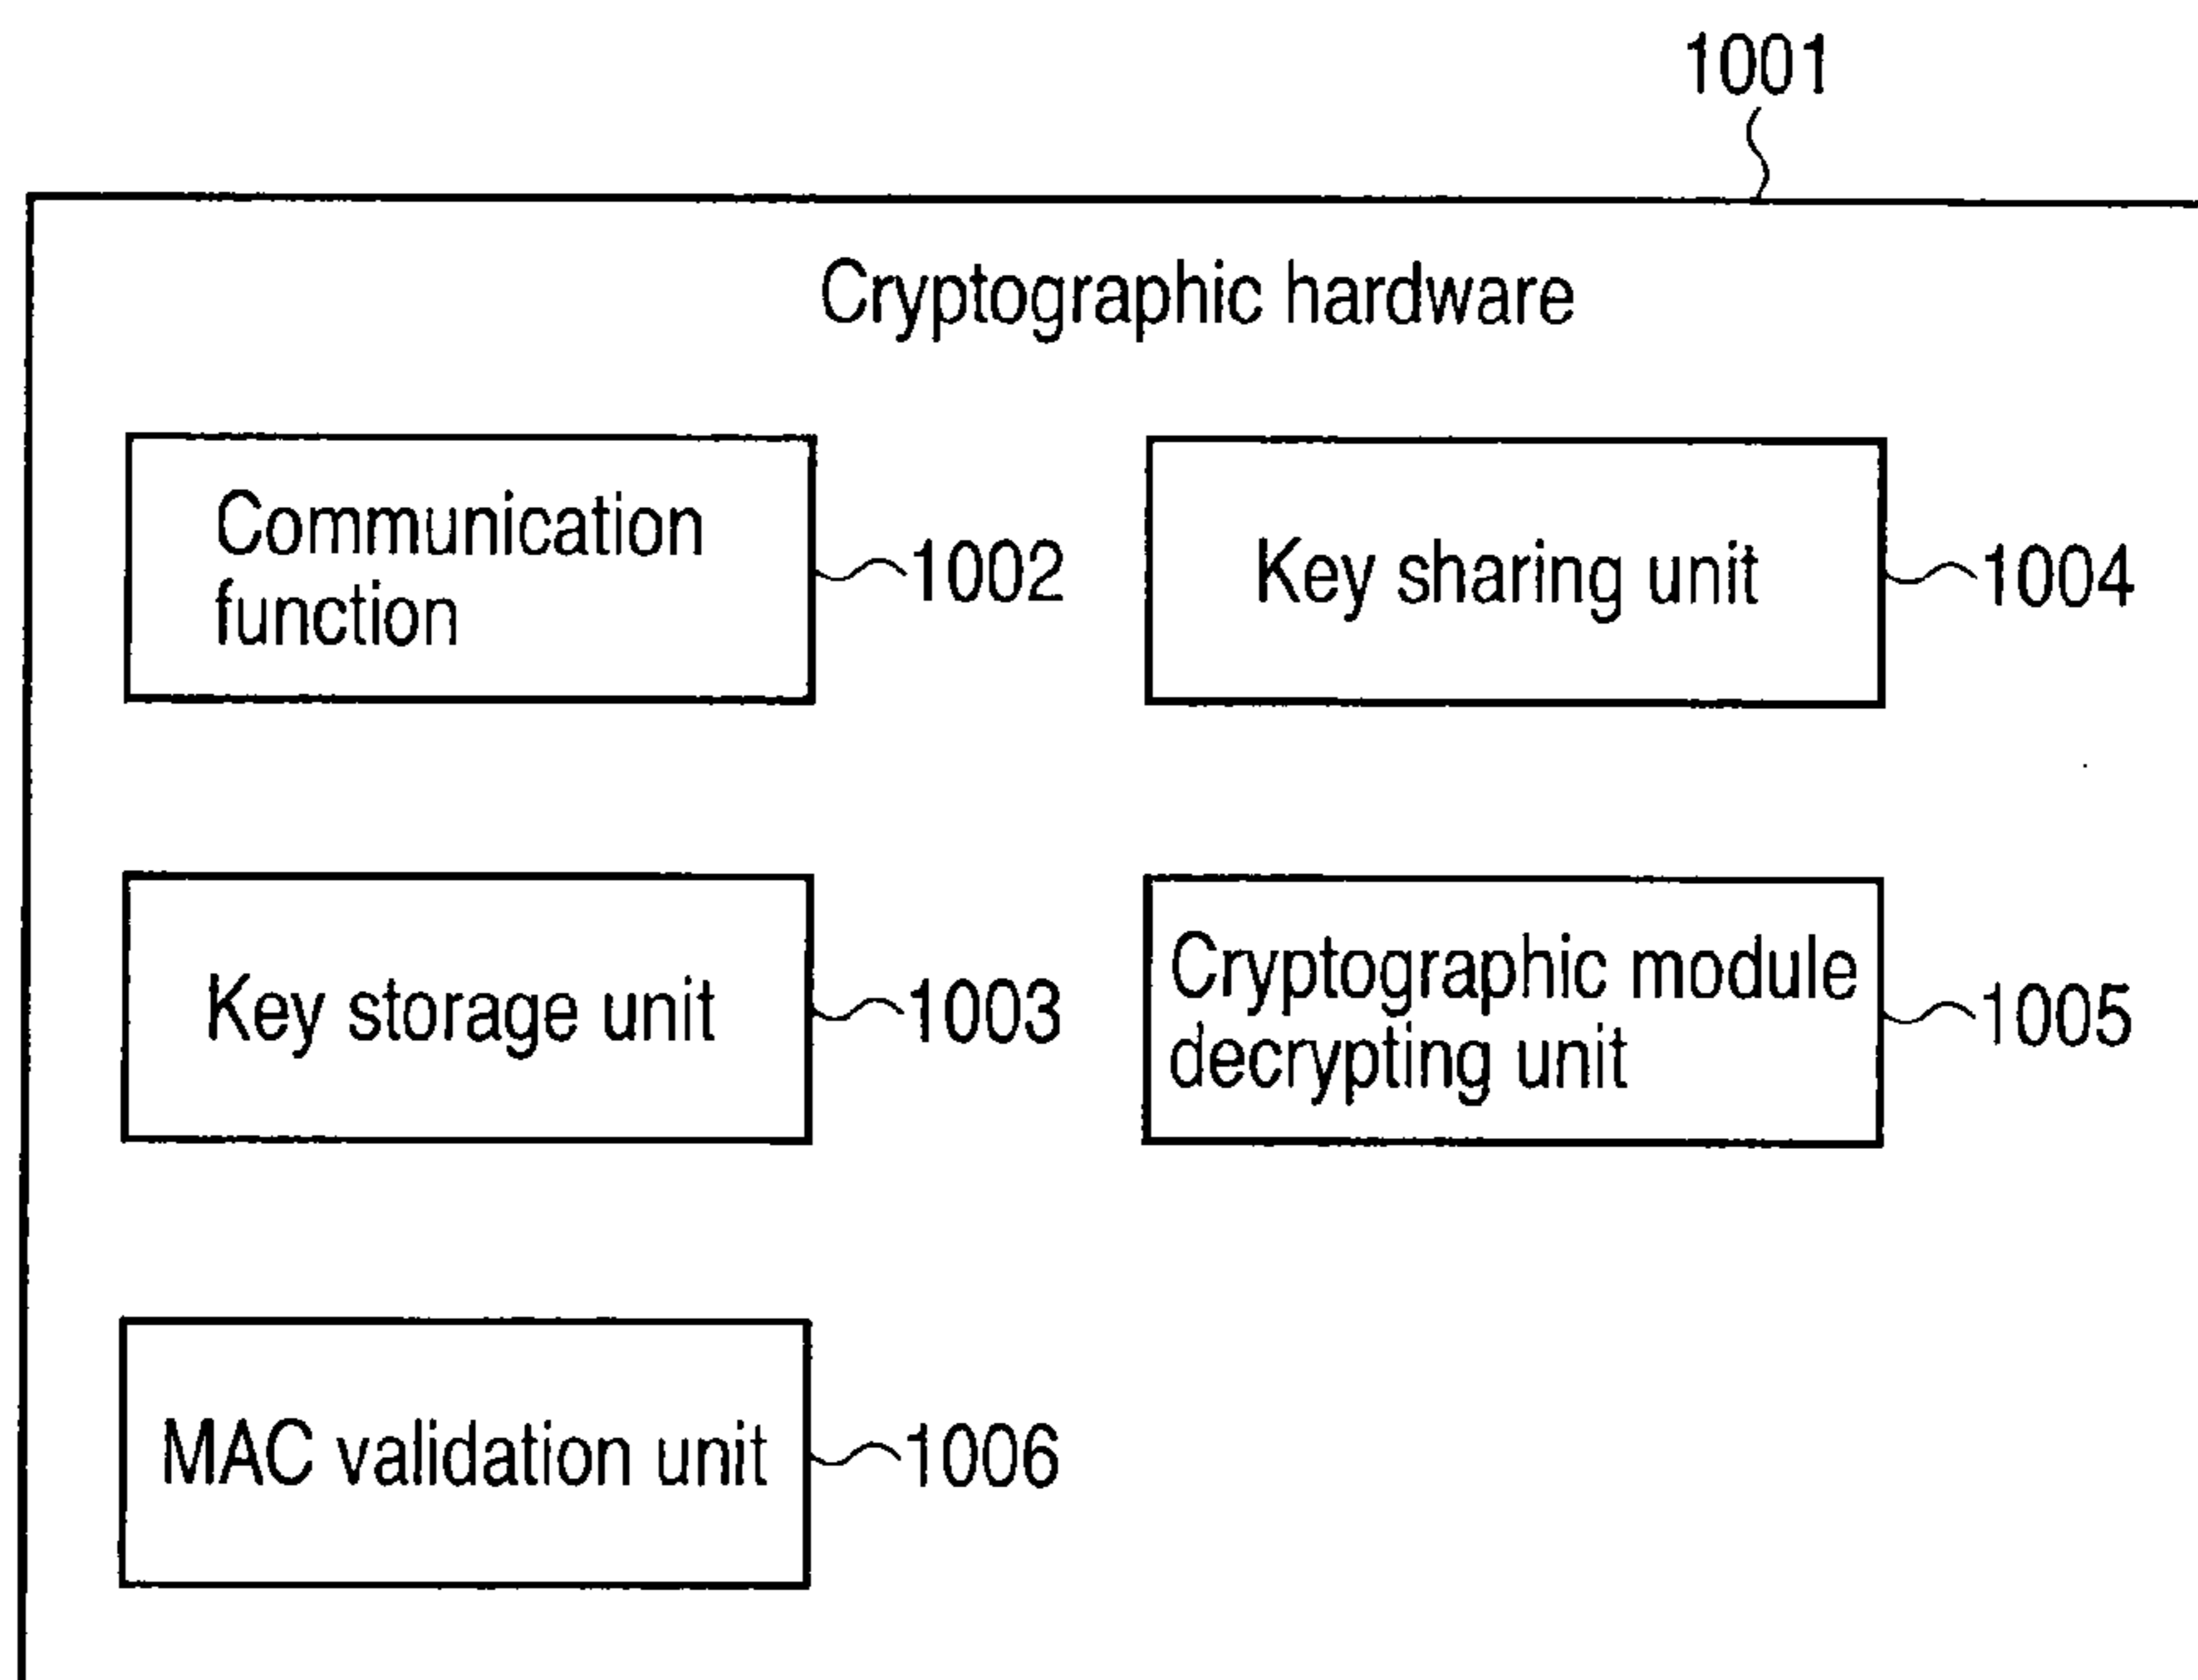 1001
Cryptographic hardware
Communication
function
1002
Key sharing unit
1004
Key storage unit
1003
Cryptographic module
decrypting unit
1005
MAC validation unit
1006